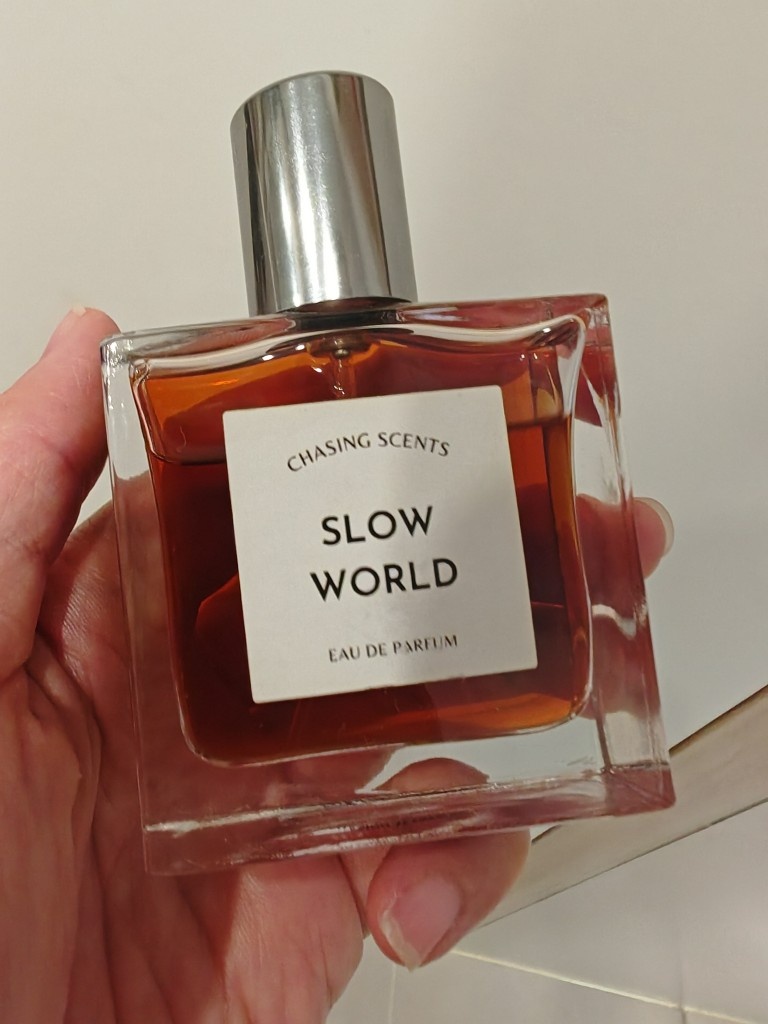 CHASING SCENTS
SLOW
WORLD
EAU DE PARFUM